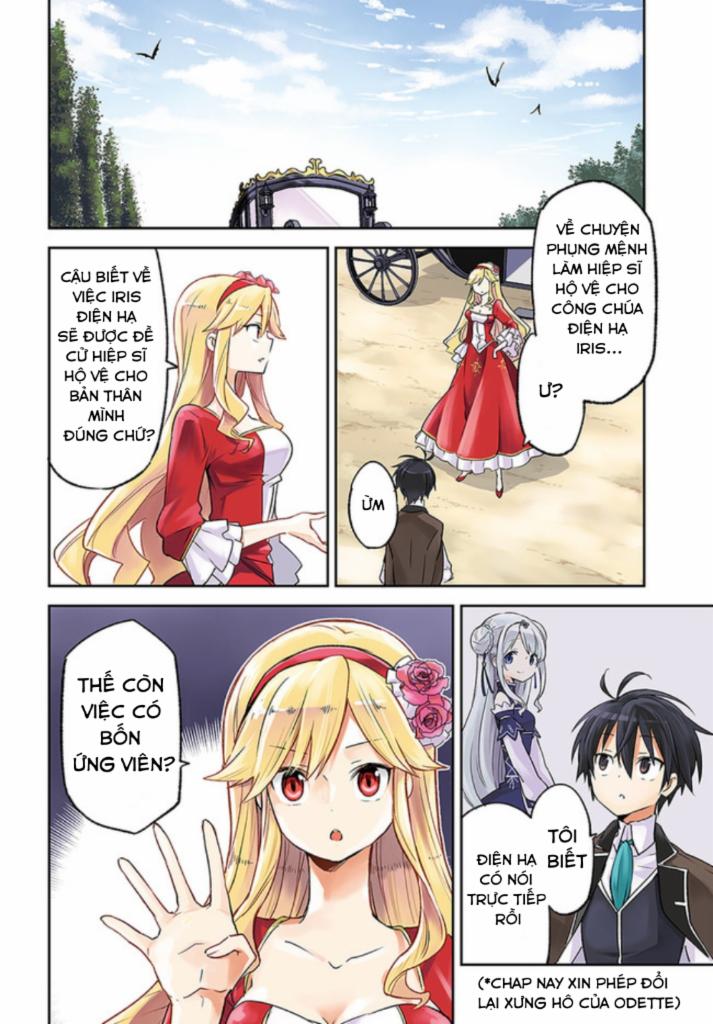 VỀ CHUYỆN
PHỤNG MỆNH
LÀM HIỆP SĨ
HỘ VỆ CHO
CÔNG CHÚA
ĐIỆN HẠ
IRIS...
Ư?
ỪM
CẬU BIẾT VỀ
VIỆC IRIS
ĐIỆN HẠ
SẼ ĐƯỢC ĐỀ
CỬ HIỆP SĨ
HỘ VỆ CHO
BẢN THÂN
MÌNH
ĐÚNG CHỨ?
TÔI
BIẾT
ĐIỆN HẠ
CÓ NÓI
TRỰC TIẾP
RỒI
THẾ CÒN
VIỆC CÓ
BỐN
ỨNG VIÊN?
(*CHAP NAY XIN PHÉP ĐỔI
LẠI XƯNG HÔ CỦA ODETTE)